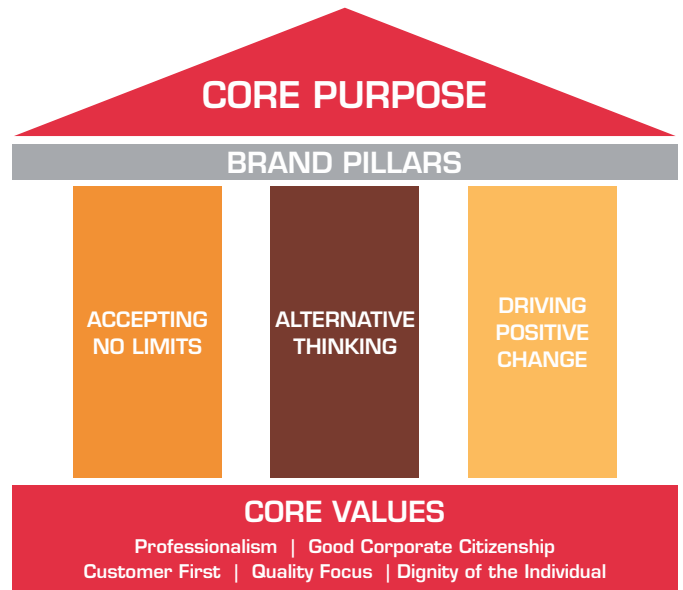 CORE PURPOSE
BRAND PILLARS
ACCEPTING
NO LIMITS
ALTERNATIVE
THINKING
DRIVING
POSITIVE
CHANGE
CORE VALUES
Professionalism | Good Corporate Citizenship
Customer First | Quality Focus | Dignity of the Individual